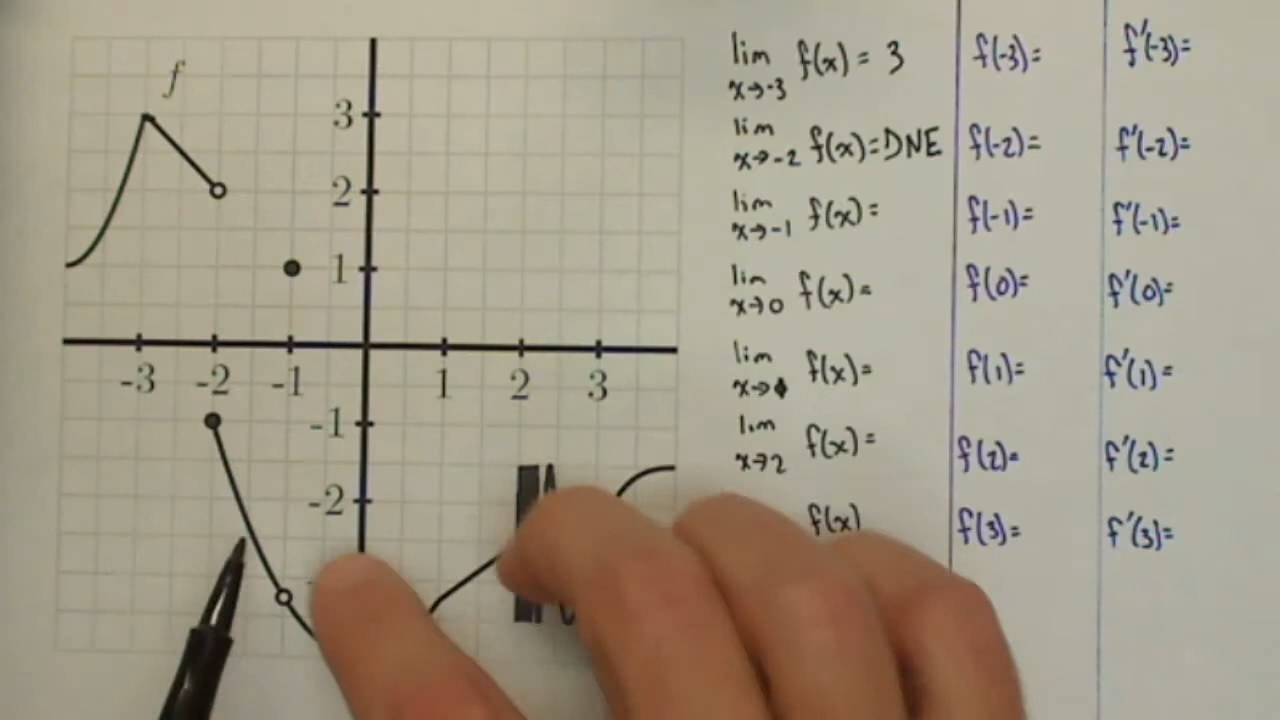 f
3
2
1
-3 -2 -1 1 2 3
-1
-2
lim x→-3 f(x) = 3 f(-3)= f'(-3)=
lim x→-2 f(x)=DNE f(-2)= f'(-2)=
lim x→-1 f(x)= f(-1)= f'(-1)=
lim x→0 f(x)= f(0)= f'(0)=
lim f(x)= f(1)= f'(1)=
lim x→2 f(x)= f(2)= f'(2)=
f(x) f(3)= f'(3)=